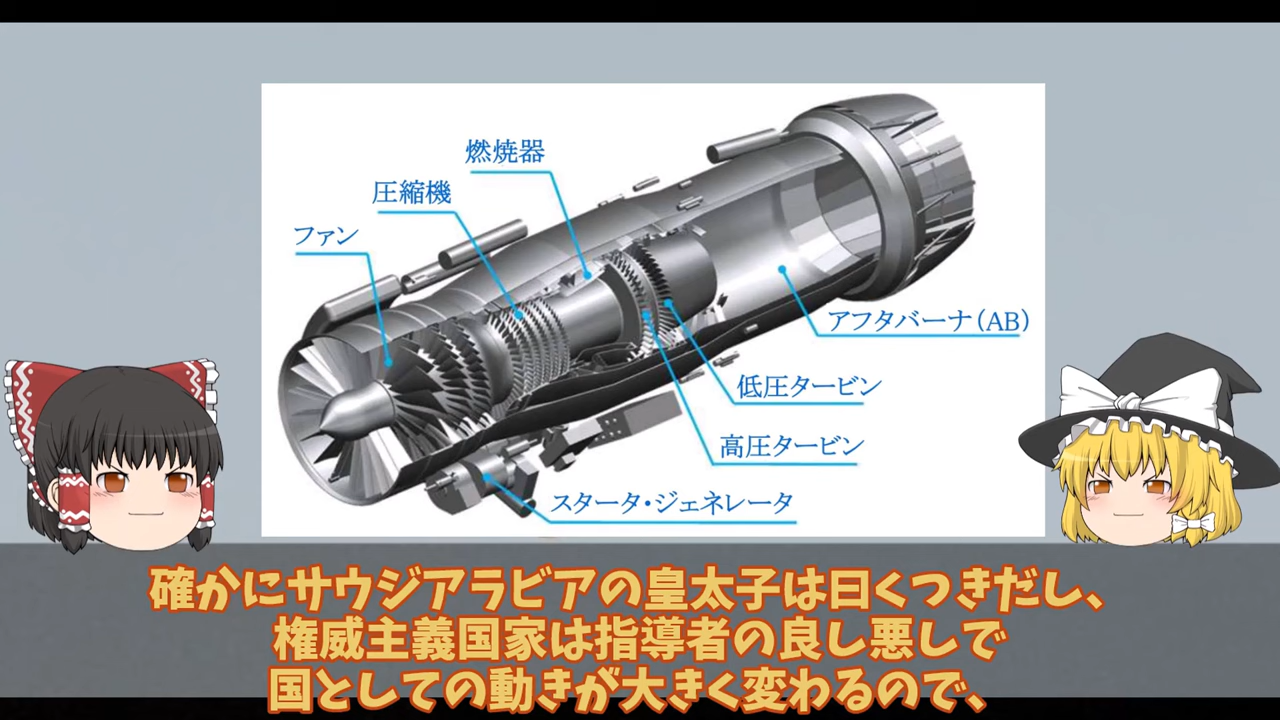 燃焼器
圧縮機
ファン
アフタバーナ(AB)
低圧タービン
高圧タービン
スタータ・ジェネレータ
確かにサウジアラビアの皇太子は曰くつきだし、
権威主義国家は指導者の良し悪しで
国としての動きが大きく変わるので、